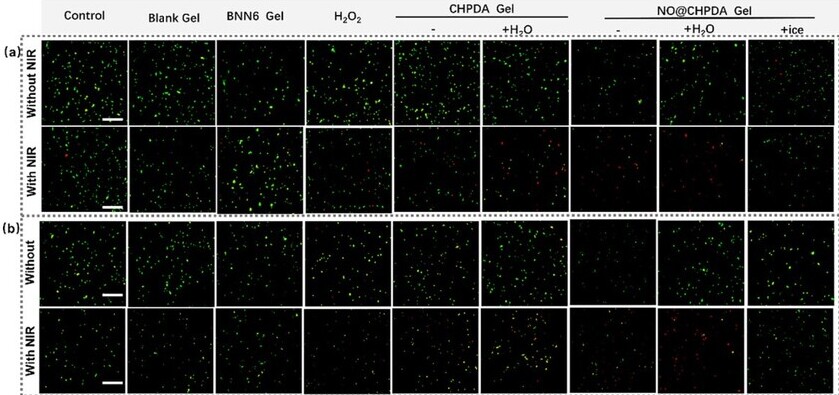 Control Blank Gel BNN6 Gel H₂O₂ CHPDA Gel NO@CHPDA Gel
- +H₂O - +H₂O +ice
(a)
Without NIR
With NIR
(b)
Without
With NIR